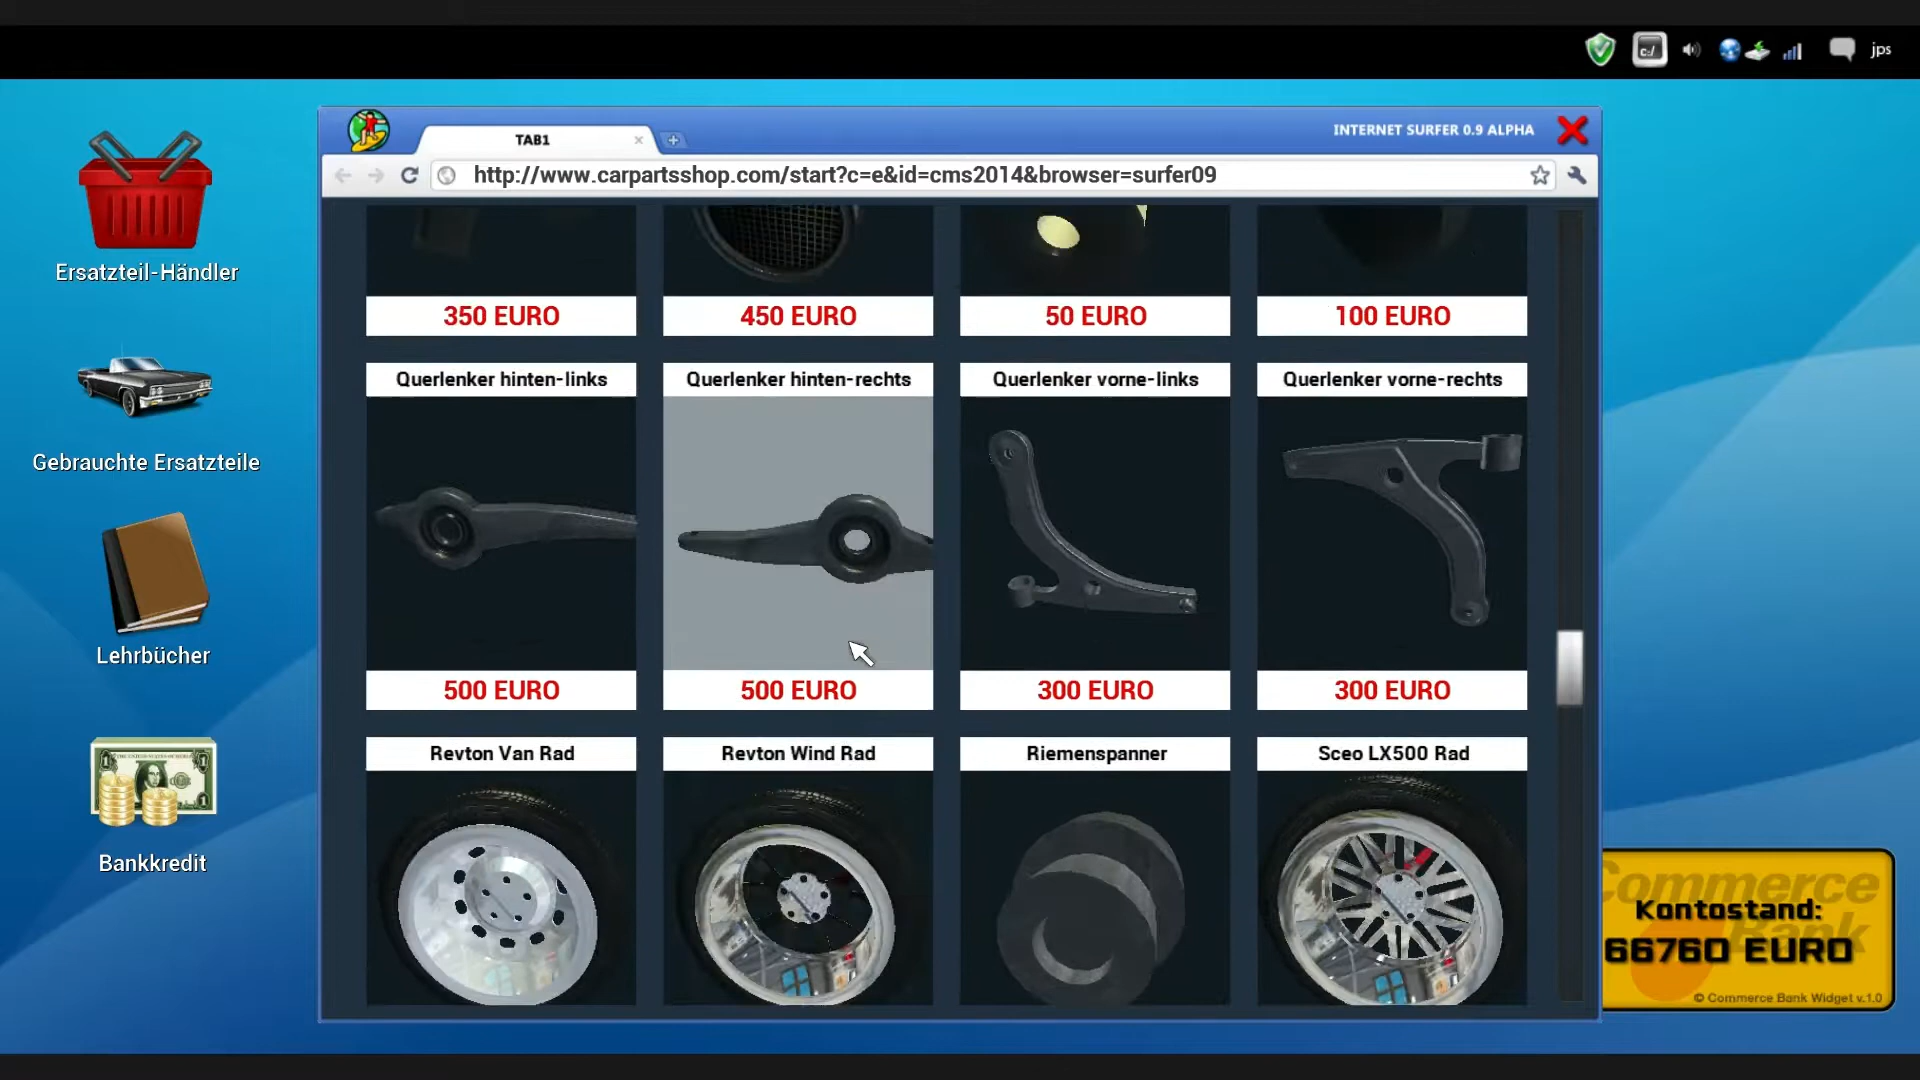 jps
TAB1
INTERNET SURFER 0.9 ALPHA
http://www.carpartsshop.com/start?c=e&id=cms2014&browser=surfer09
Ersatzteil-Händler
Gebrauchte Ersatzteile
Lehrbücher
Bankkredit
350 EURO
450 EURO
50 EURO
100 EURO
Querlenker hinten-links
Querlenker hinten-rechts
Querlenker vorne-links
Querlenker vorne-rechts
500 EURO
500 EURO
300 EURO
300 EURO
Revton Van Rad
Revton Wind Rad
Riemenspanner
Sceo LX500 Rad
Commerce
Bank
Kontostand:
66760 EURO
© Commerce Bank Widget v.1.0